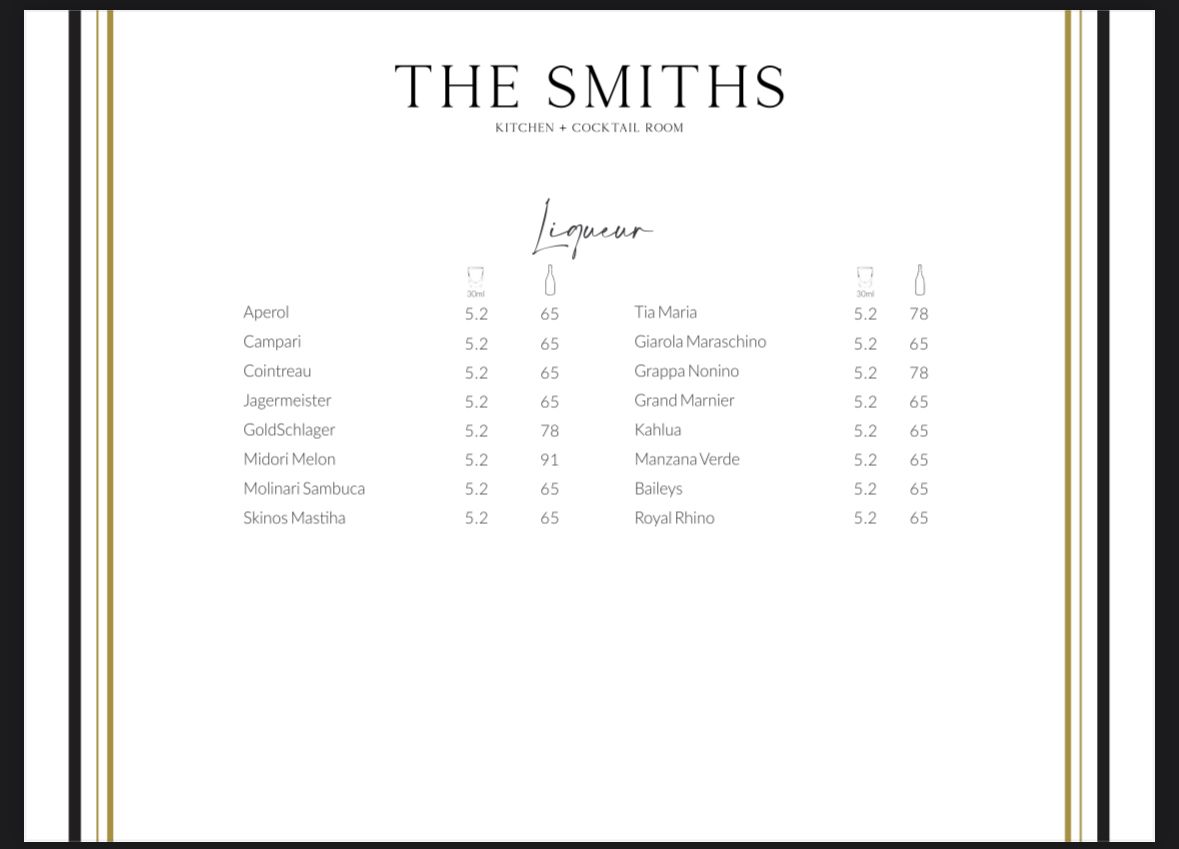 THE SMITHS
KITCHEN + COCKTAIL ROOM
Liqueur
30ml 30ml
Aperol 5.2 65 Tia Maria 5.2 78
Campari 5.2 65 Giarola Maraschino 5.2 65
Cointreau 5.2 65 Grappa Nonino 5.2 78
Jagermeister 5.2 65 Grand Marnier 5.2 65
GoldSchlager 5.2 78 Kahlua 5.2 65
Midori Melon 5.2 91 Manzana Verde 5.2 65
Molinari Sambuca 5.2 65 Baileys 5.2 65
Skinos Mastiha 5.2 65 Royal Rhino 5.2 65